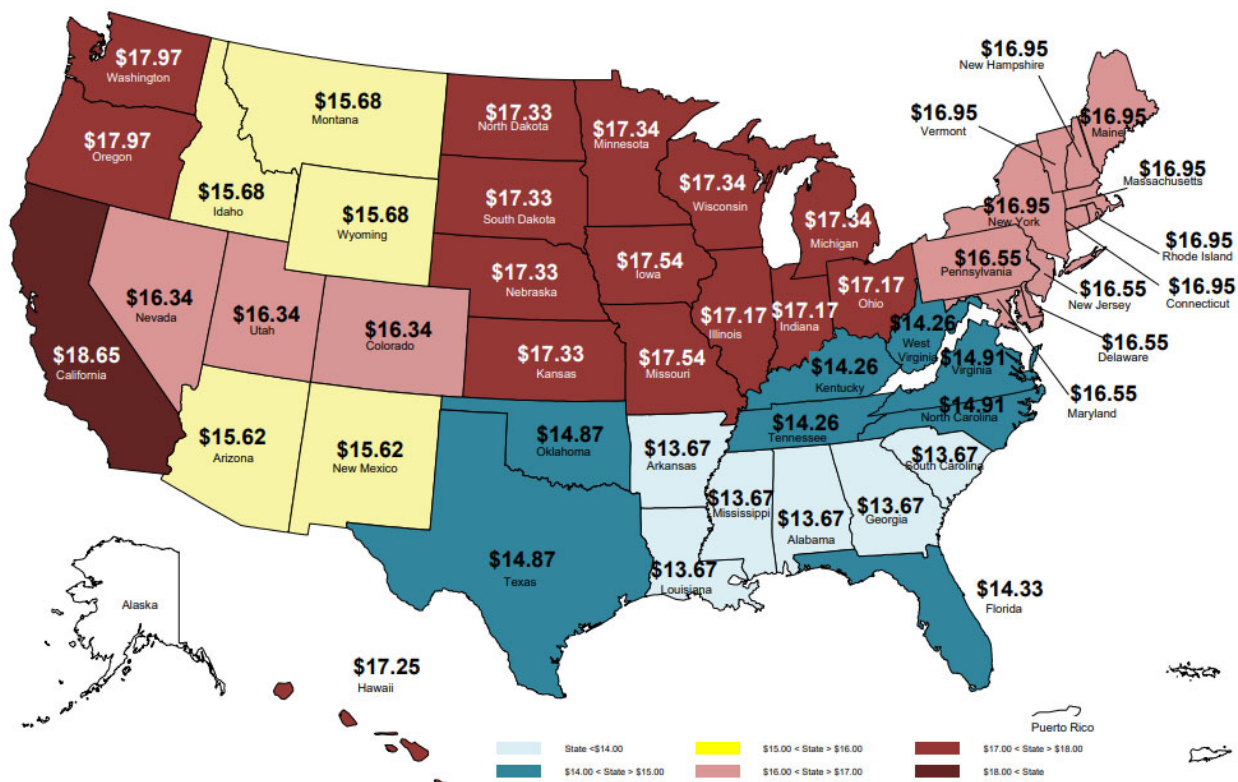 $17.97
Washington
$17.97
Oregon
$18.65
California
$15.68
Montana
$15.68
Idaho
$15.68
Wyoming
$16.34
Nevada
$16.34
Utah
$16.34
Colorado
$15.62
Arizona
$15.62
New Mexico
$17.33
North Dakota
$17.33
South Dakota
$17.33
Nebraska
$17.33
Kansas
$14.87
Oklahoma
$14.87
Texas
$17.34
Minnesota
$17.54
Iowa
$17.54
Missouri
$13.67
Arkansas
$13.67
Louisiana
$17.34
Wisconsin
$17.34
Michigan
$17.17
Illinois
$17.17
Indiana
$17.17
Ohio
$14.26
West
Virginia
$14.26
Kentucky
$14.26
Tennessee
$14.91
Virginia
$14.91
North Carolina
$13.67
South Carolina
$13.67
Mississippi
$13.67
Alabama
$13.67
Georgia
$14.33
Florida
$16.95
New Hampshire
$16.95
Vermont
$16.95
Maine
$16.95
Massachusetts
$16.95
New York
$16.95
Rhode Island
$16.95
Connecticut
$16.55
Pennsylvania
$16.55
New Jersey
$16.55
Delaware
$16.55
Maryland
Alaska
$17.25
Hawaii
Puerto Rico
State <$14.00
$15.00 < State > $16.00
$17.00 < State > $18.00
$14.00 < State > $15.00
$16.00 < State > $17.00
$18.00 < State